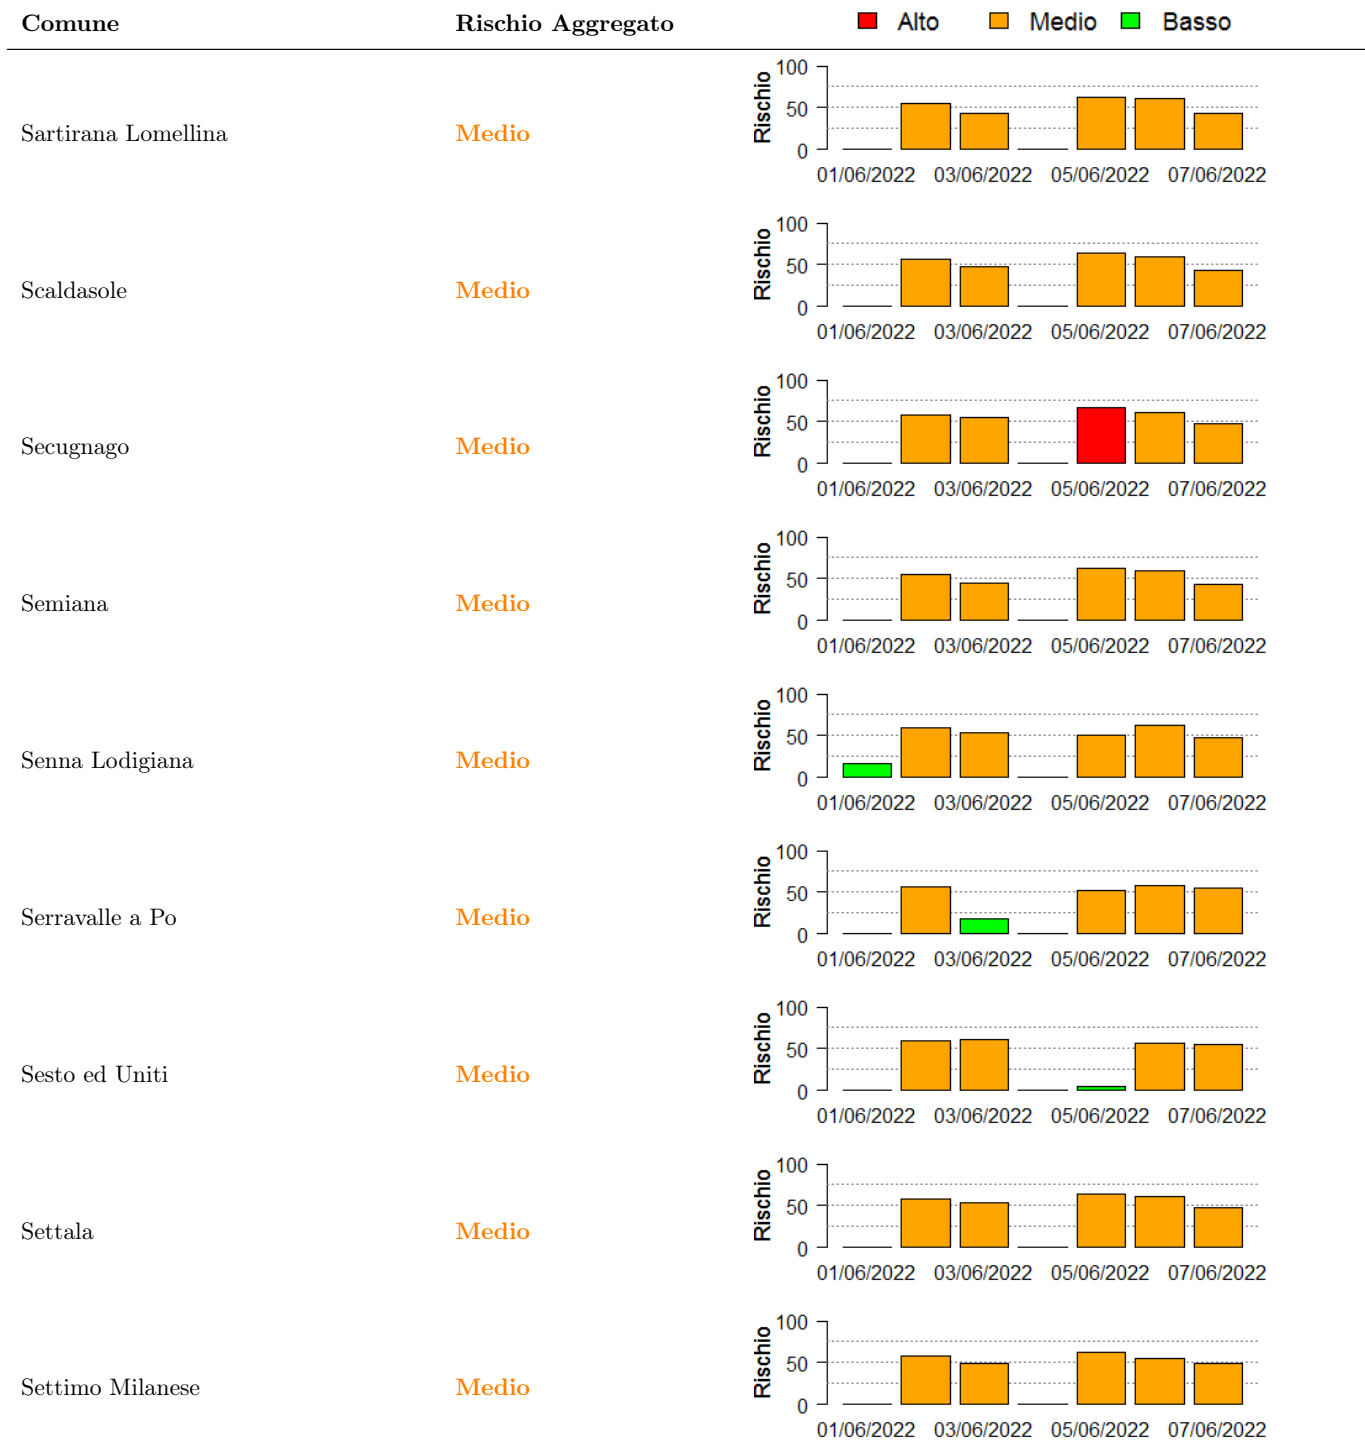 Comune Rischio Aggregato Alto Medio Basso
100
50
0
Rischio
Sartirana Lomellina Medio
01/06/2022 03/06/2022 05/06/2022 07/06/2022
100
50
0
Rischio
Scaldasole Medio
01/06/2022 03/06/2022 05/06/2022 07/06/2022
100
50
0
Rischio
Secugnago Medio
01/06/2022 03/06/2022 05/06/2022 07/06/2022
100
50
0
Rischio
Semiana Medio
01/06/2022 03/06/2022 05/06/2022 07/06/2022
100
50
0
Rischio
Senna Lodigiana Medio
01/06/2022 03/06/2022 05/06/2022 07/06/2022
100
50
0
Rischio
Serravalle a Po Medio
01/06/2022 03/06/2022 05/06/2022 07/06/2022
100
50
0
Rischio
Sesto ed Uniti Medio
01/06/2022 03/06/2022 05/06/2022 07/06/2022
100
50
0
Rischio
Settala Medio
01/06/2022 03/06/2022 05/06/2022 07/06/2022
100
50
0
Rischio
Settimo Milanese Medio
01/06/2022 03/06/2022 05/06/2022 07/06/2022